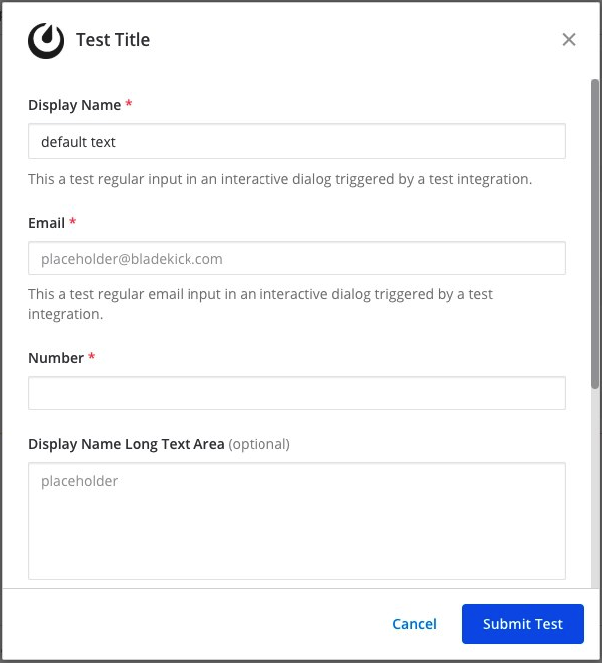 Test Title
Display Name *
default text
This a test regular input in an interactive dialog triggered by a test integration.
Email *
placeholder@bladekick.com
This a test regular email input in an interactive dialog triggered by a test
integration.
Number *
Display Name Long Text Area (optional)
placeholder
Cancel
Submit Test